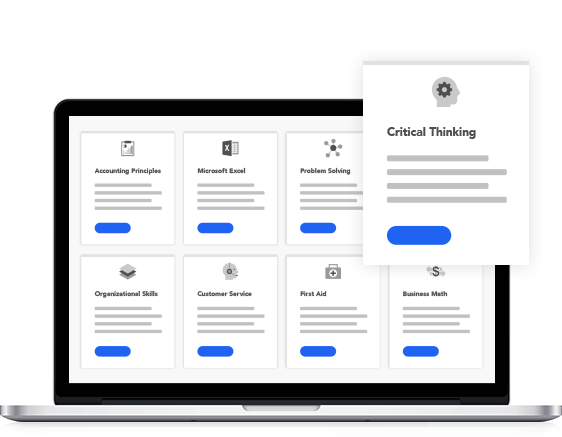 Critical Thinking
Accounting Principles
Microsoft Excel
Problem Solving
Organizational Skills
Customer Service
First Aid
Business Math